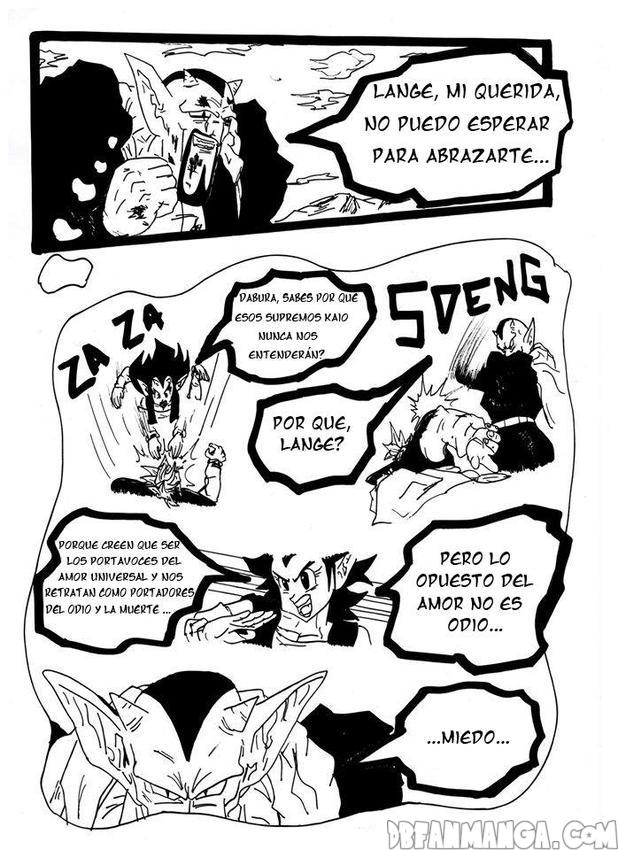 LANGE, MI QUERIDA,
NO PUEDO ESPERAR
PARA ABRAZARTE...
ZA ZA
DABURA, SABES POR QUE
ESOS SUPREMOS KAIO
NUNCA NOS
ENTENDERÁN?
SDENG
POR QUE,
LANGE?
PORQUE CREEN QUE SER
LOS PORTAVOCES DEL
AMOR UNIVERSAL Y NOS
RETRATAN COMO PORTADORES
DEL ODIO Y LA MUERTE ...
PERO LO
OPUESTO DEL
AMOR NO ES
ODIO...
...MIEDO...
DBFANMANGA.COM